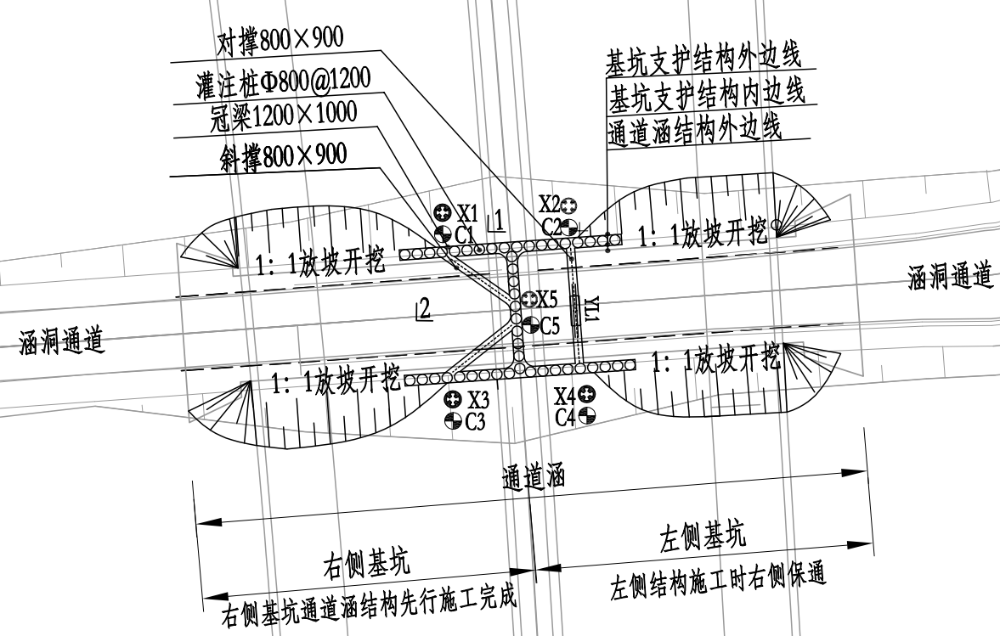 对撑800×900
灌注桩Φ800@1200
冠梁1200×1000
斜撑800×900
基坑支护结构外边线
基坑支护结构内边线
通道涵结构外边线
X1
C1
1
X2
C2
1：1放坡开挖
1：1放坡开挖
涵洞通道
涵洞通道
2
X5
C5
YL1
1：1放坡开挖
1：1放坡开挖
X3
C3
X4
C4
通道涵
右侧基坑
左侧基坑
右侧基坑通道涵结构先行施工完成
左侧结构施工时右侧保通